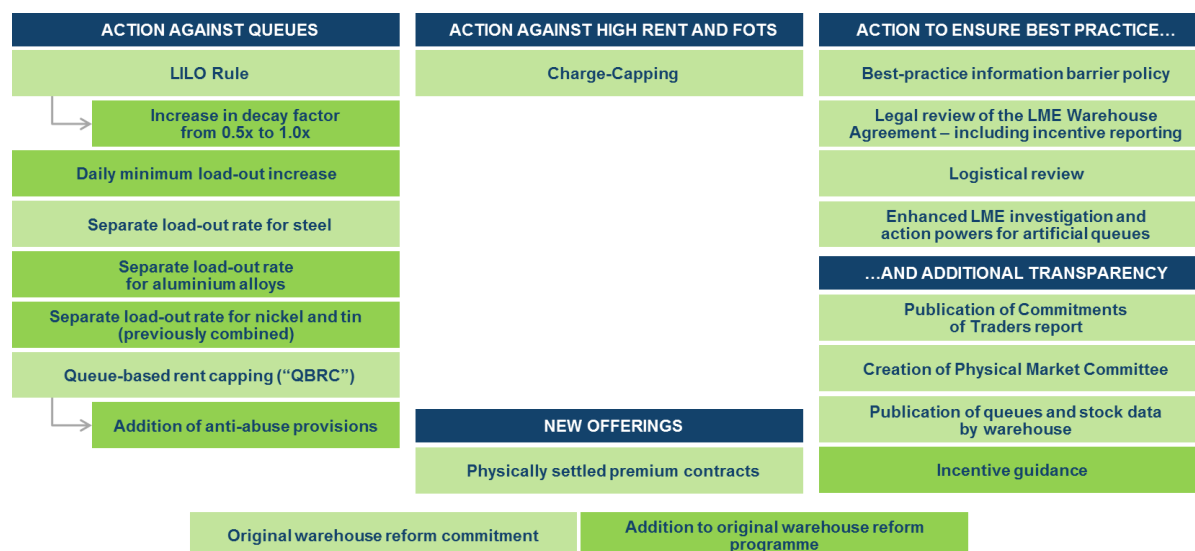 ACTION AGAINST QUEUES
LILO Rule
Increase in decay factor
from 0.5x to 1.0x
Daily minimum load-out increase
Separate load-out rate for steel
Separate load-out rate
for aluminium alloys
Separate load-out rate for nickel and tin
(previously combined)
Queue-based rent capping (“QBRC”)
Addition of anti-abuse provisions
ACTION AGAINST HIGH RENT AND FOTS
Charge-Capping
NEW OFFERINGS
Physically settled premium contracts
ACTION TO ENSURE BEST PRACTICE…
Best-practice information barrier policy
Legal review of the LME Warehouse
Agreement – including incentive reporting
Logistical review
Enhanced LME investigation and
action powers for artificial queues
…AND ADDITIONAL TRANSPARENCY
Publication of Commitments
of Traders report
Creation of Physical Market Committee
Publication of queues and stock data
by warehouse
Incentive guidance
Original warehouse reform commitment
Addition to original warehouse reform
programme